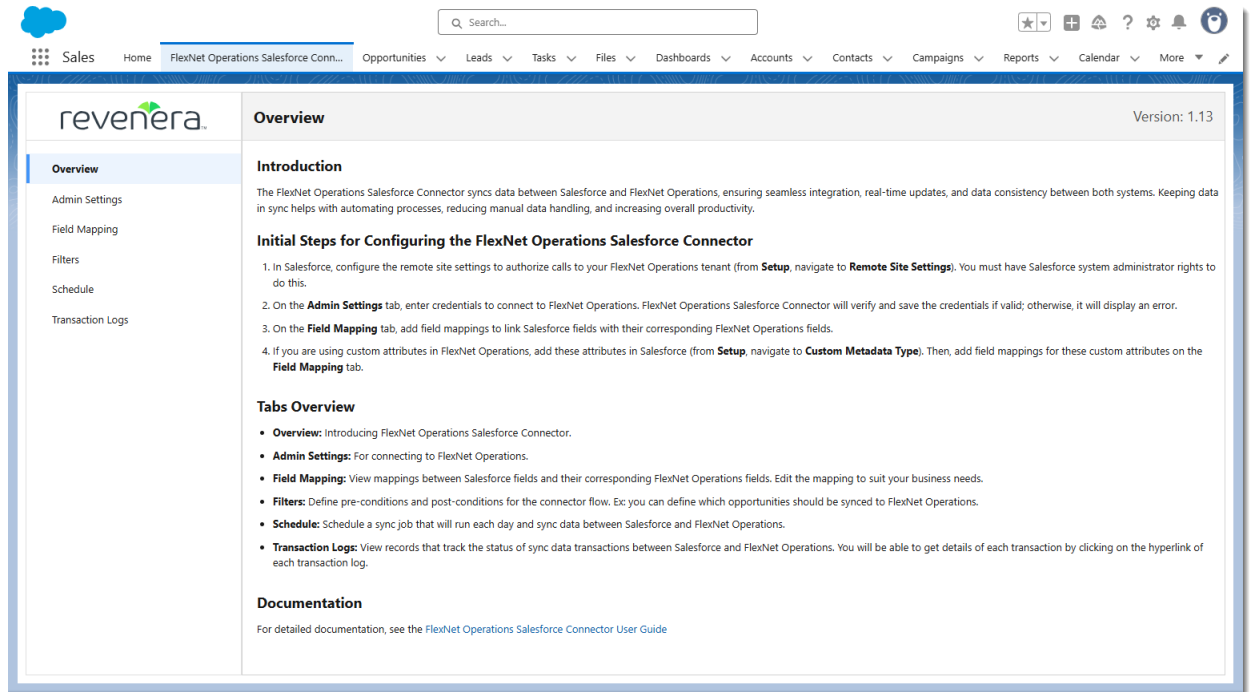 Search...
Sales Home FlexNet Operations Salesforce Conn... Opportunities Leads Tasks Files Dashboards Accounts Contacts Campaigns Reports Calendar More
revenera™
Overview
Version: 1.13
Overview
Admin Settings
Field Mapping
Filters
Schedule
Transaction Logs
Introduction
The FlexNet Operations Salesforce Connector syncs data between Salesforce and FlexNet Operations, ensuring seamless integration, real-time updates, and data consistency between both systems. Keeping data
in sync helps with automating processes, reducing manual data handling, and increasing overall productivity.
Initial Steps for Configuring the FlexNet Operations Salesforce Connector
1. In Salesforce, configure the remote site settings to authorize calls to your FlexNet Operations tenant (from Setup, navigate to Remote Site Settings). You must have Salesforce system administrator rights to
do this.
2. On the Admin Settings tab, enter credentials to connect to FlexNet Operations. FlexNet Operations Salesforce Connector will verify and save the credentials if valid; otherwise, it will display an error.
3. On the Field Mapping tab, add field mappings to link Salesforce fields with their corresponding FlexNet Operations fields.
4. If you are using custom attributes in FlexNet Operations, add these attributes in Salesforce (from Setup, navigate to Custom Metadata Type). Then, add field mappings for these custom attributes on the
Field Mapping tab.
Tabs Overview
• Overview: Introducing FlexNet Operations Salesforce Connector.
• Admin Settings: For connecting to FlexNet Operations.
• Field Mapping: View mappings between Salesforce fields and their corresponding FlexNet Operations fields. Edit the mapping to suit your business needs.
• Filters: Define pre-conditions and post-conditions for the connector flow. Ex: you can define which opportunities should be synced to FlexNet Operations.
• Schedule: Schedule a sync job that will run each day and sync data between Salesforce and FlexNet Operations.
• Transaction Logs: View records that track the status of sync data transactions between Salesforce and FlexNet Operations. You will be able to get details of each transaction by clicking on the hyperlink of
each transaction log.
Documentation
For detailed documentation, see the FlexNet Operations Salesforce Connector User Guide